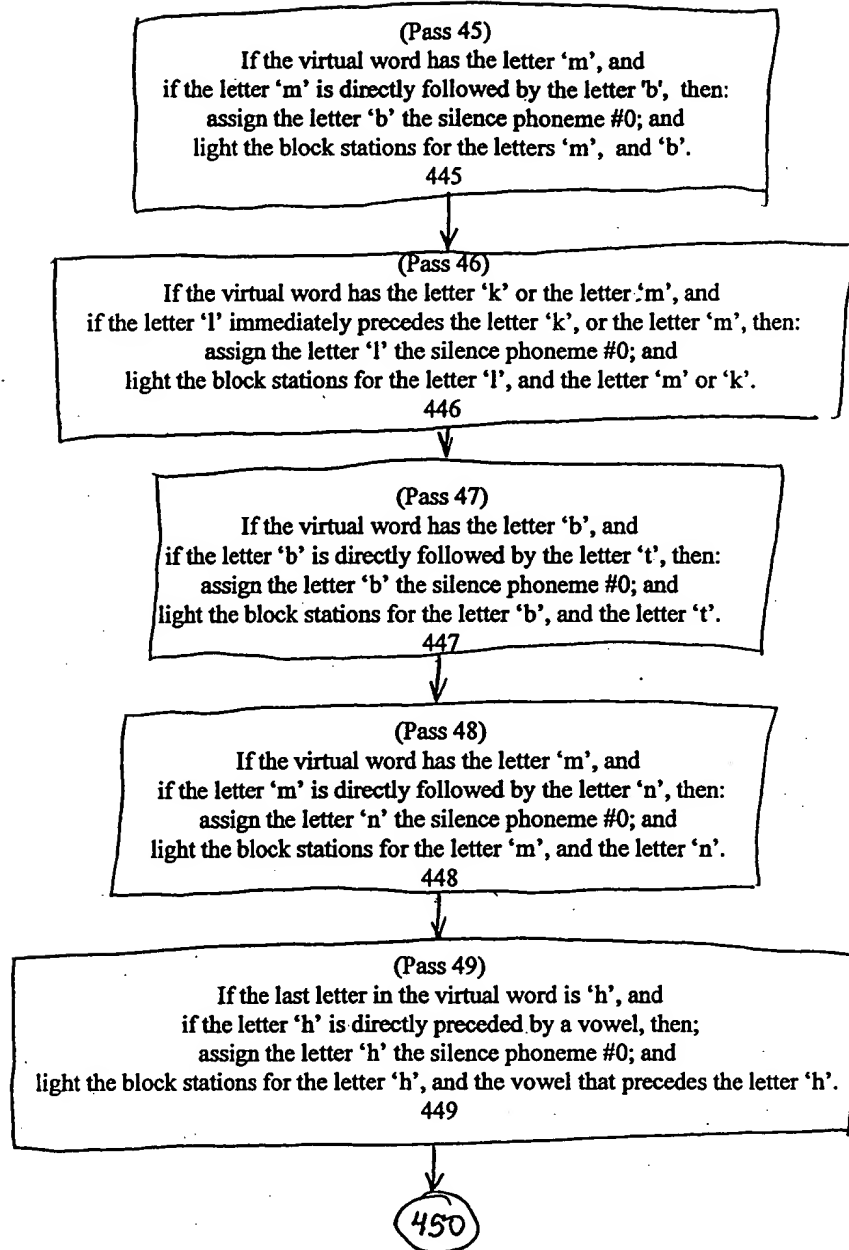 (Pass 45)
If the virtual word has the letter ‘m’, and
if the letter ‘m’ is directly followed by the letter 'b', then:
assign the letter ‘b’ the silence phoneme #0; and
light the block stations for the letters ‘m’, and ‘b’.
445
(Pass 46)
If the virtual word has the letter ‘k’ or the letter ‘m’, and
if the letter ‘l’ immediately precedes the letter ‘k’, or the letter ‘m’, then:
assign the letter ‘l’ the silence phoneme #0; and
light the block stations for the letter ‘l’, and the letter ‘m’ or ‘k’.
446
(Pass 47)
If the virtual word has the letter ‘b’, and
if the letter ‘b’ is directly followed by the letter ‘t’, then:
assign the letter ‘b’ the silence phoneme #0; and
light the block stations for the letter ‘b’, and the letter ‘t’.
447
(Pass 48)
If the virtual word has the letter ‘m’, and
if the letter ‘m’ is directly followed by the letter ‘n’, then:
assign the letter ‘n’ the silence phoneme #0; and
light the block stations for the letter ‘m’, and the letter ‘n’.
448
(Pass 49)
If the last letter in the virtual word is ‘h’, and
if the letter ‘h’ is directly preceded by a vowel, then;
assign the letter ‘h’ the silence phoneme #0; and
light the block stations for the letter ‘h’, and the vowel that precedes the letter ‘h’.
449
450